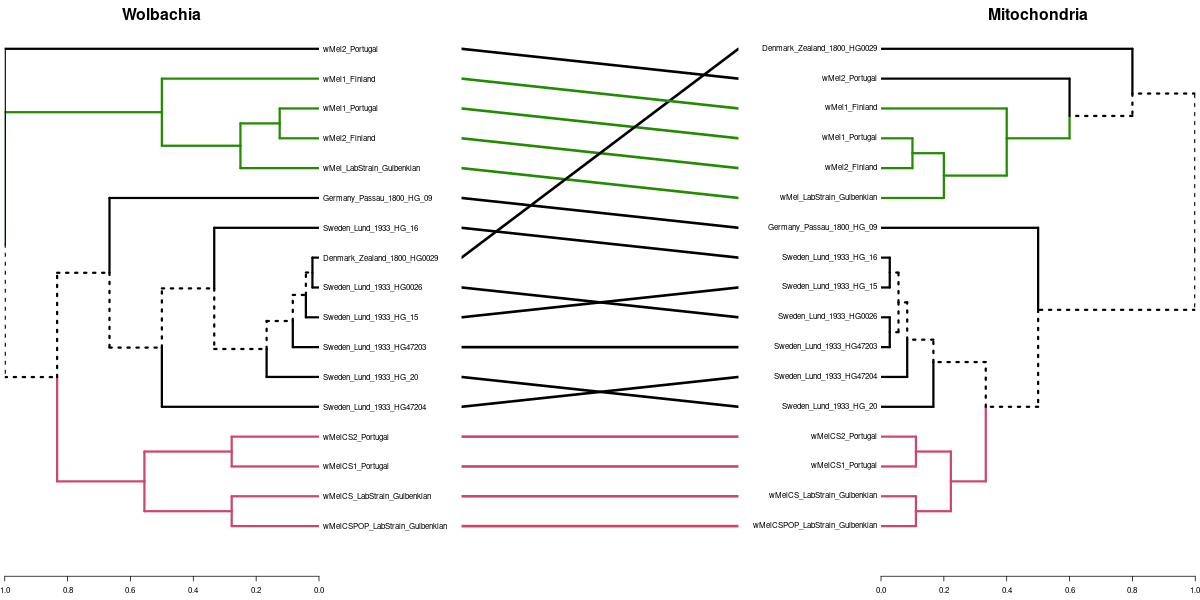 Wolbachia
Mitochondria
wMel2_Portugal
wMel1_Finland
wMel1_Portugal
wMel2_Finland
wMel_LabStrain_Gulbenkian
Germany_Passau_1800_HG_09
Sweden_Lund_1933_HG_16
Denmark_Zealand_1800_HG0029
Sweden_Lund_1933_HG0026
Sweden_Lund_1933_HG_15
Sweden_Lund_1933_HG47203
Sweden_Lund_1933_HG_20
Sweden_Lund_1933_HG47204
wMelCS2_Portugal
wMelCS1_Portugal
wMelCS_LabStrain_Gulbenkian
wMelCSPOP_LabStrain_Gulbenkian
1.0 0.8 0.6 0.4 0.2 0.0
Denmark_Zealand_1800_HG0029
wMel2_Portugal
wMel1_Finland
wMel1_Portugal
wMel2_Finland
wMel_LabStrain_Gulbenkian
Germany_Passau_1800_HG_09
Sweden_Lund_1933_HG_16
Sweden_Lund_1933_HG_15
Sweden_Lund_1933_HG0026
Sweden_Lund_1933_HG47203
Sweden_Lund_1933_HG47204
Sweden_Lund_1933_HG_20
wMelCS2_Portugal
wMelCS1_Portugal
wMelCS_LabStrain_Gulbenkian
wMelCSPOP_LabStrain_Gulbenkian
0.0 0.2 0.4 0.6 0.8 1.0